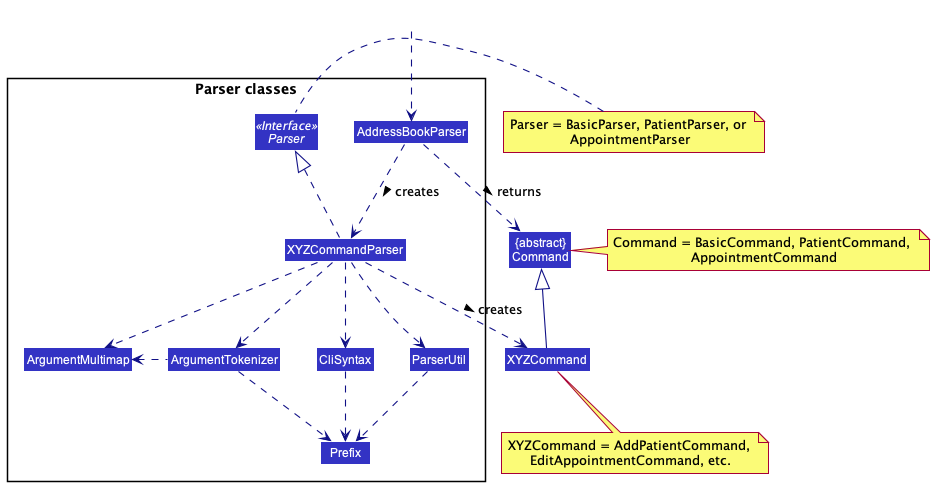 Parser classes
«Interface»
Parser
AddressBookParser
Parser = BasicParser, PatientParser, or
AppointmentParser
creates
returns
XYZCommandParser
{abstract}
Command
Command = BasicCommand, PatientCommand,
AppointmentCommand
creates
ArgumentMultimap
ArgumentTokenizer
CliSyntax
ParserUtil
XYZCommand
Prefix
XYZCommand = AddPatientCommand,
EditAppointmentCommand, etc.